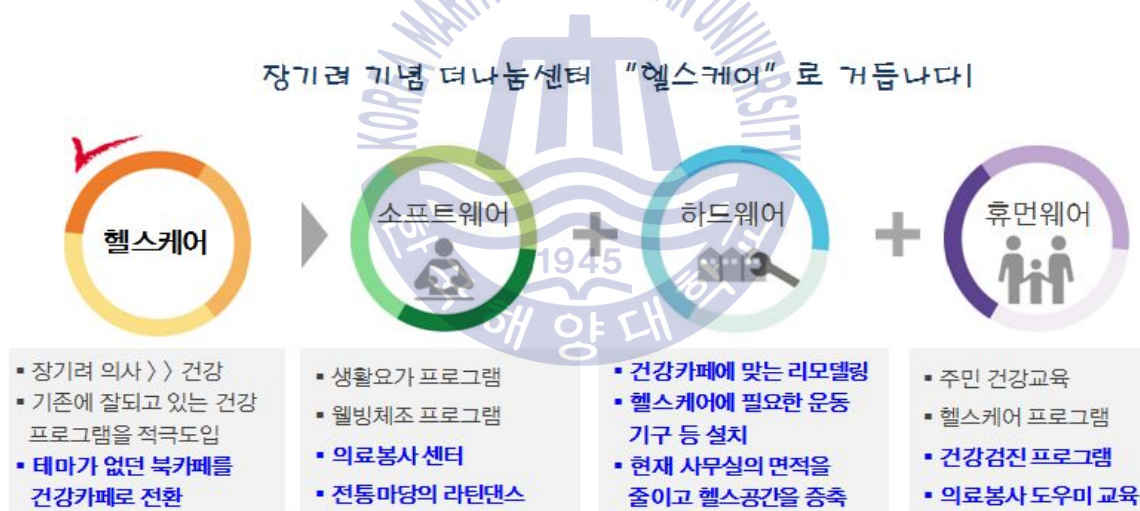 장기려 기념 더나눔센터 "헬스케어" 로 거듭나다!
헬스케어
소프트웨어
하드웨어
휴먼웨어
▪ 장기려 의사 〉〉 건강
▪ 기존에 잘되고 있는 건강
프로그램을 적극도입
▪ 테마가 없던 북카페를
건강카페로 전환
▪ 생활요가 프로그램
▪ 웰빙체조 프로그램
▪ 의료봉사 센터
▪ 전통마당의 라틴댄스
▪ 건강카페에 맞는 리모델링
▪ 헬스케어에 필요한 운동
기구 등 설치
▪ 현재 사무실의 면적을
줄이고 헬스공간을 증축
▪ 주민 건강교육
▪ 헬스케어 프로그램
▪ 건강검진 프로그램
▪ 의료봉사 도우미 교육
1945